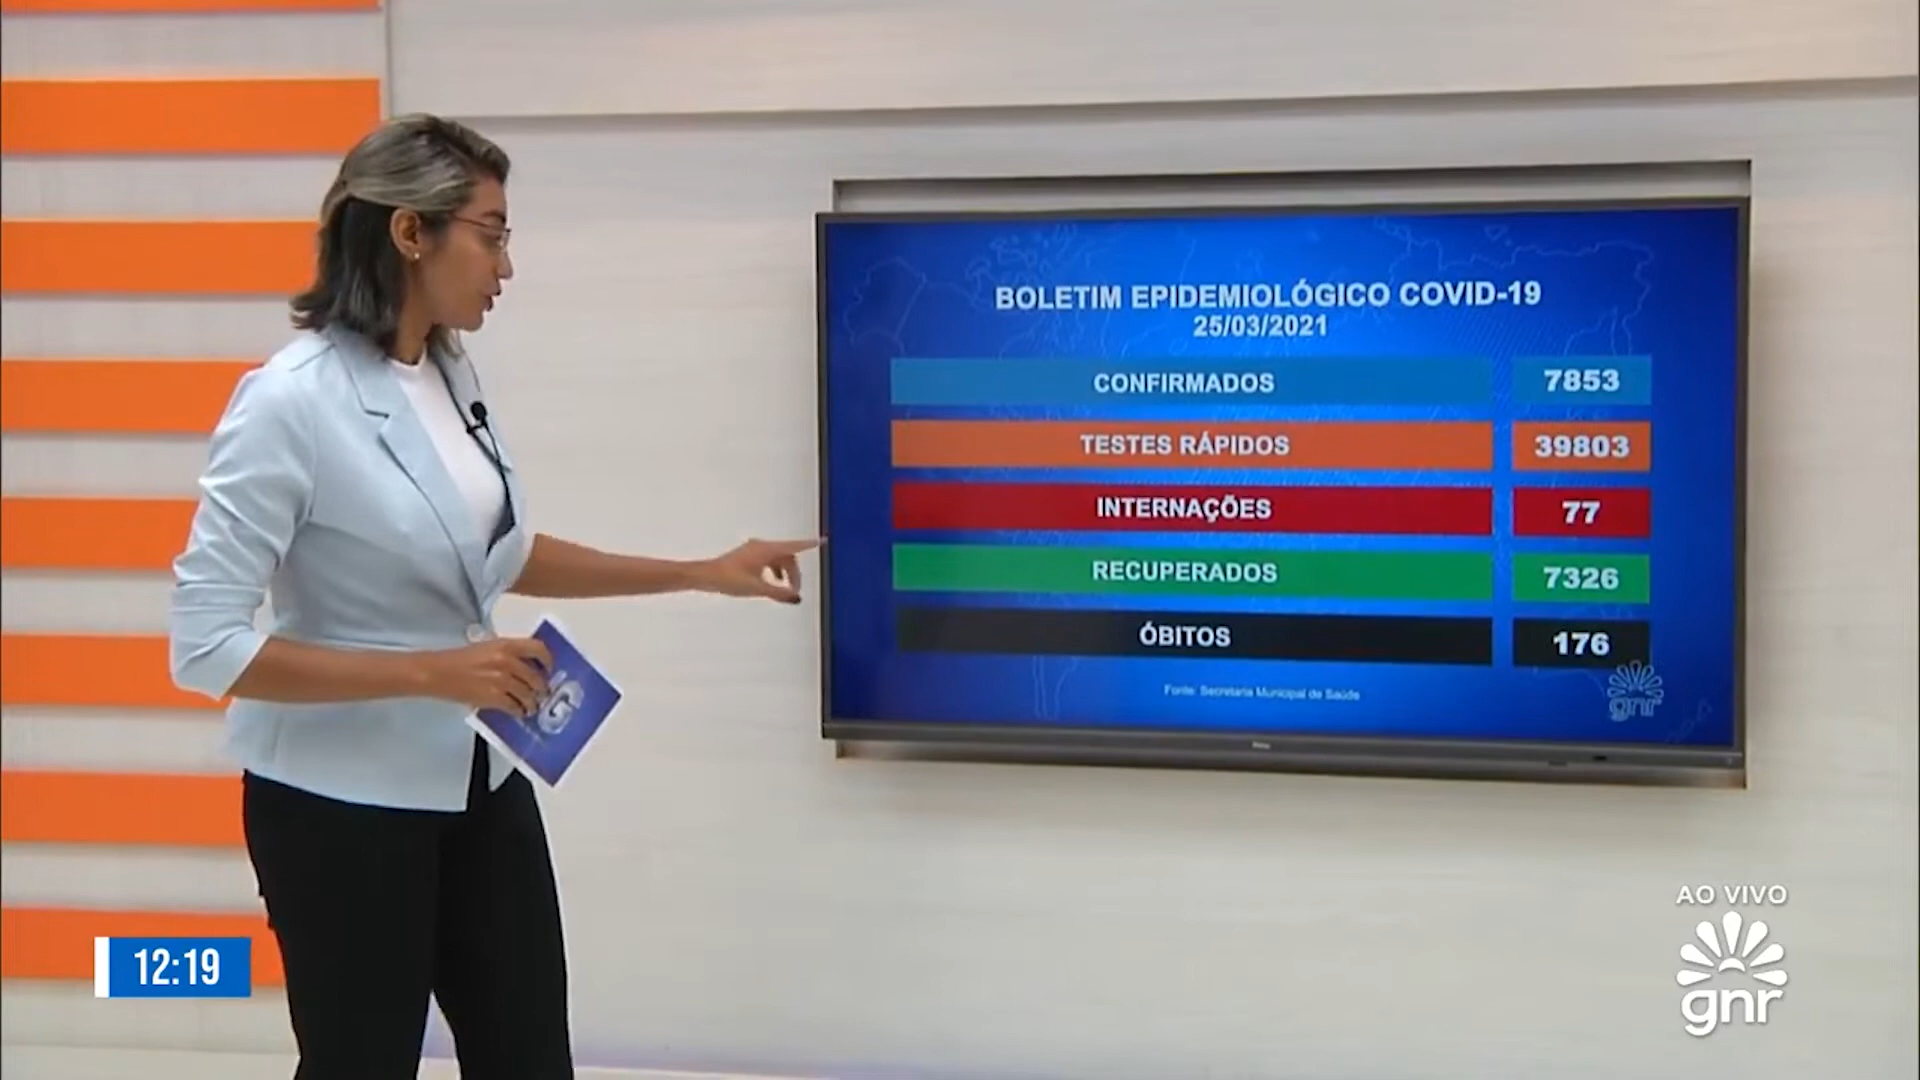 BOLETIM EPIDEMIOLÓGICO COVID-19
25/03/2021
CONFIRMADOS 7853
TESTES RÁPIDOS 39803
INTERNAÇÕES 77
RECUPERADOS 7326
ÓBITOS 176
Fonte: Secretaria Municipal de Saúde
gnr
12:19
AO VIVO
gnr